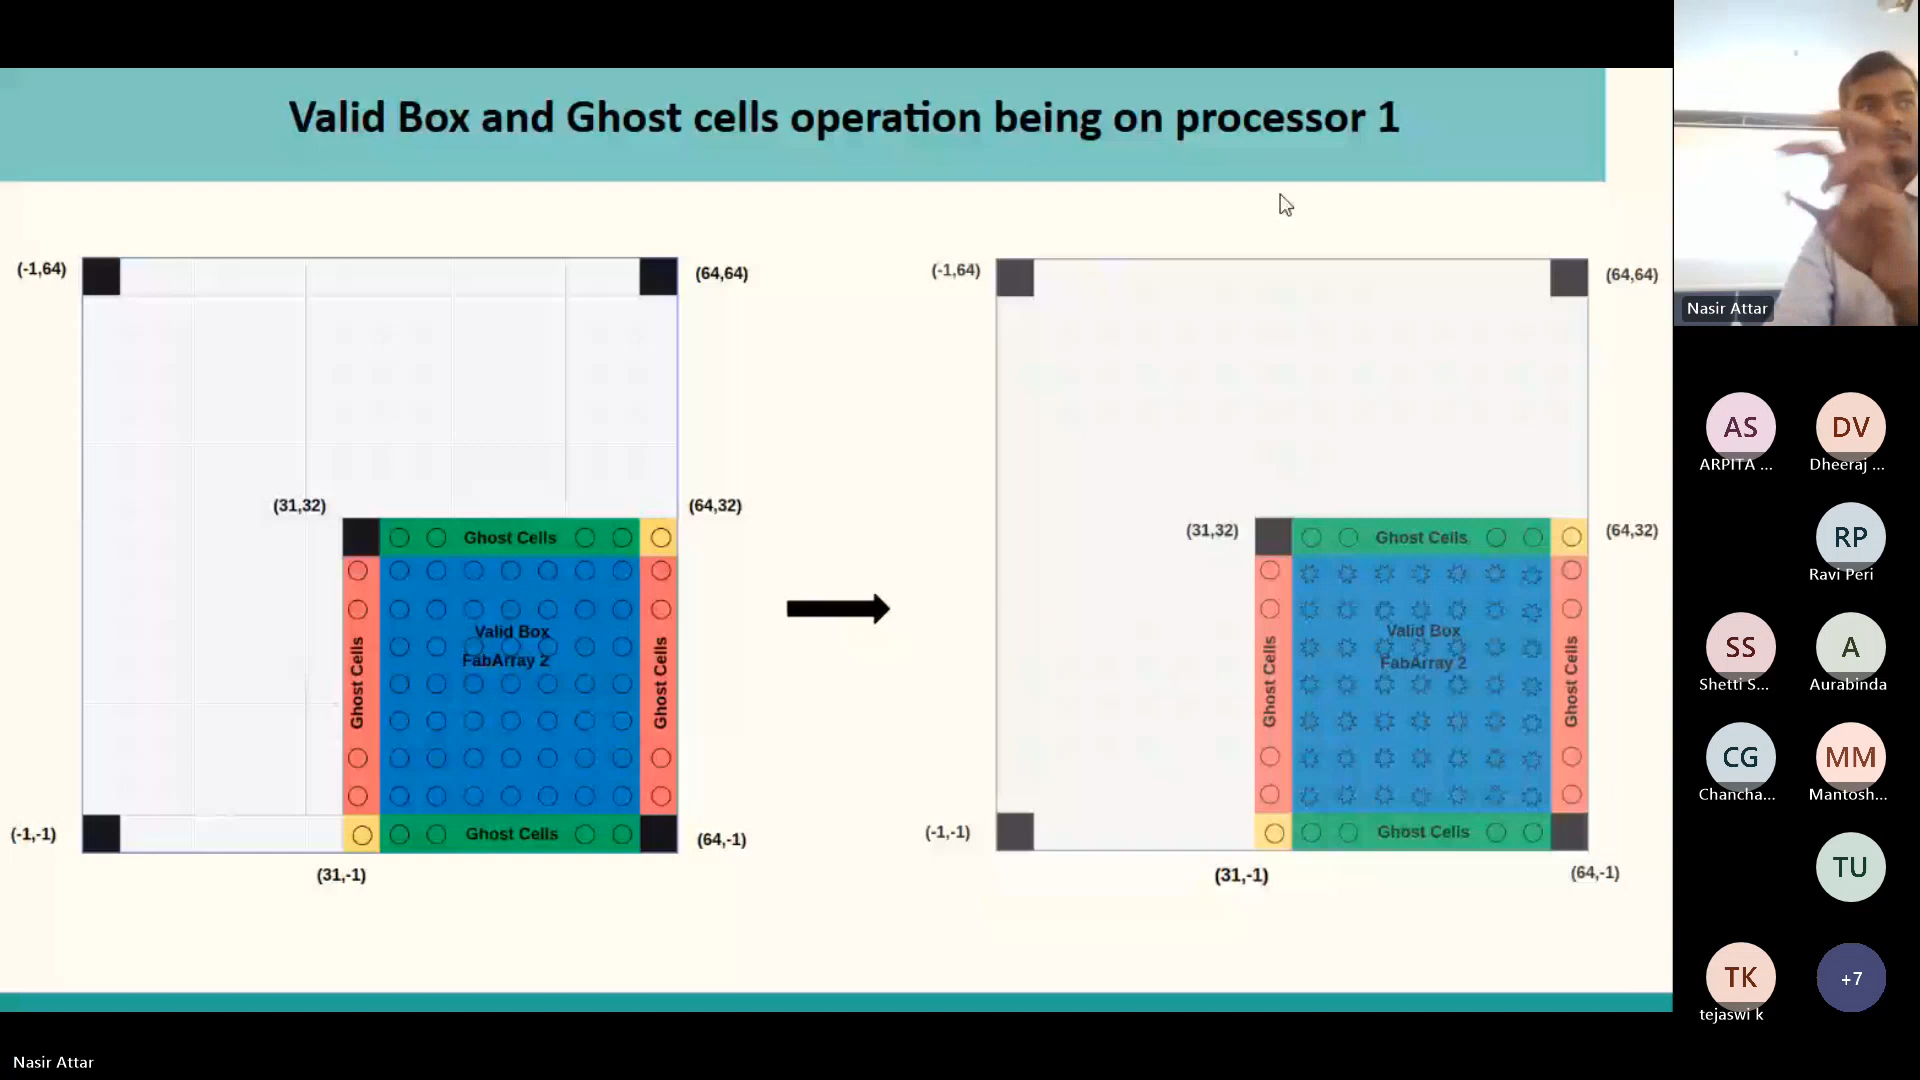 Valid Box and Ghost cells operation being on processor 1
(-1,64)
(64,64)
(31,32)
(64,32)
Ghost Cells
Ghost Cells
Valid Box
FabArray 2
Ghost Cells
Ghost Cells
(-1,-1)
(64,-1)
(31,-1)
(-1,64)
(64,64)
(31,32)
(64,32)
Ghost Cells
Ghost Cells
Valid Box
FabArray 2
Ghost Cells
Ghost Cells
(-1,-1)
(31,-1)
(64,-1)
Nasir Attar
AS
ARPITA ...
DV
Dheeraj ...
RP
Ravi Peri
SS
Shetti S...
A
Aurabinda
CG
Chancha...
MM
Mantosh...
TU
TK
tejaswi k
+7
Nasir Attar